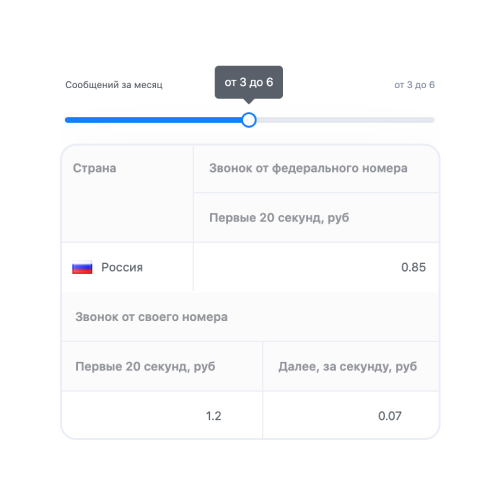 от 3 до 6
Сообщений за месяц
от 3 до 6
Страна
Звонок от федерального номера
Первые 20 секунд, руб
Россия
0.85
Звонок от своего номера
Первые 20 секунд, руб
Далее, за секунду, руб
1.2
0.07